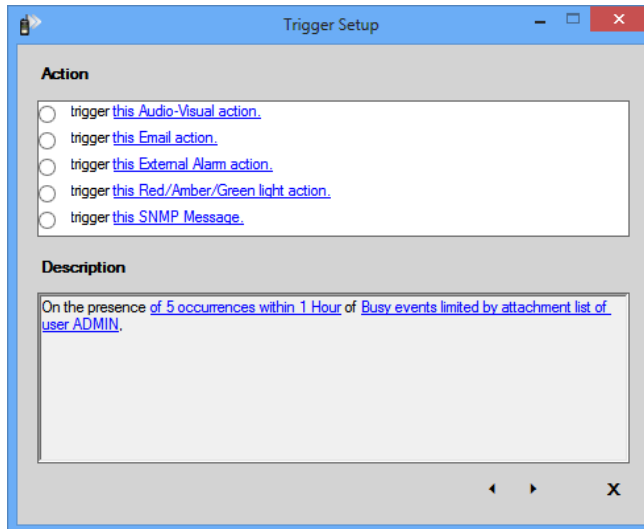 Trigger Setup
Action
trigger this Audio-Visual action.
trigger this Email action.
trigger this External Alarm action.
trigger this Red/Amber/Green light action.
trigger this SNMP Message.
Description
On the presence of 5 occurrences within 1 Hour of Busy events limited by attachment list of
user ADMIN,
X